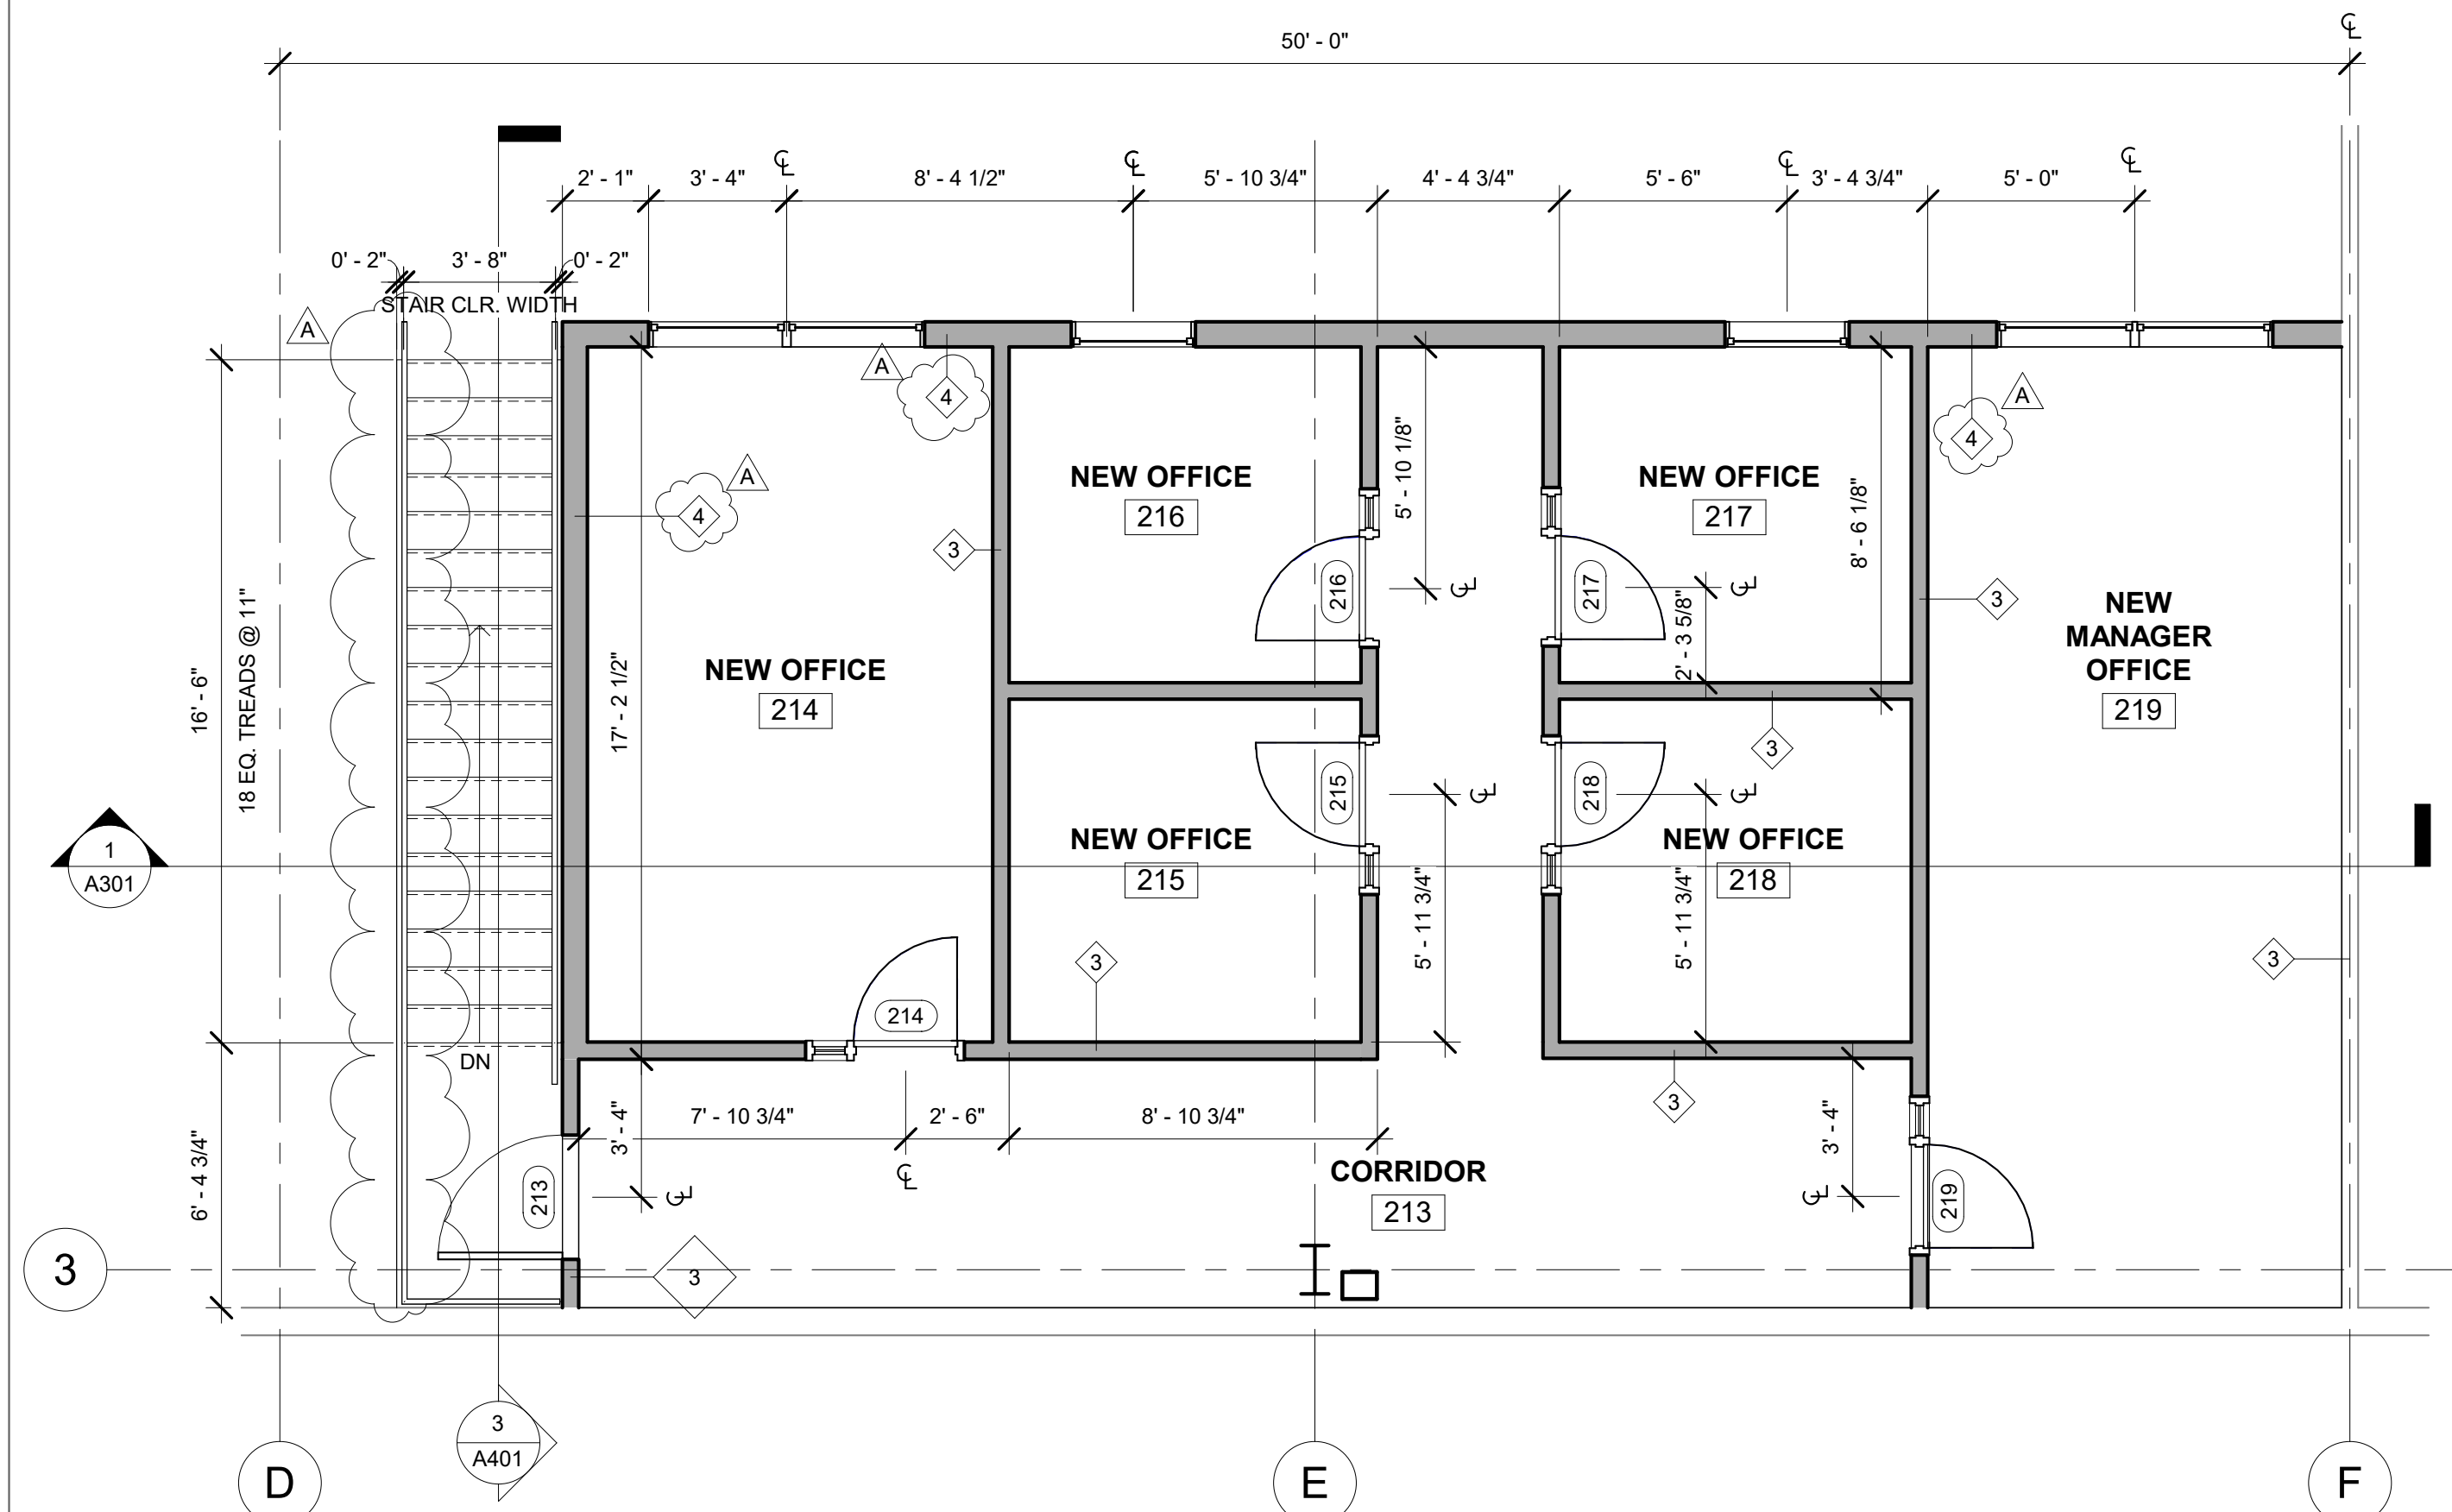 ℄
50' - 0"
℄ ℄ ℄ ℄
2' - 1" 3' - 4" 8' - 4 1/2" 5' - 10 3/4" 4' - 4 3/4" 5' - 6" 3' - 4 3/4" 5' - 0"
0' - 2" 3' - 8" 0' - 2"
STAIR CLR. WIDTH
A
A
4
A
4
A
4
5' - 10 1/8"
NEW OFFICE
216
NEW OFFICE
217
8' - 6 1/8"
3
216
℄
217
℄
2' - 3 5/8"
3
NEW
MANAGER
OFFICE
219
16' - 6"
18 EQ. TREADS @ 11"
17' - 2 1/2"
NEW OFFICE
214
3
215
℄
218
℄
1
A301
NEW OFFICE
215
NEW OFFICE
218
5' - 11 3/4"
5' - 11 3/4"
3
3
214
DN
3
6' - 4 3/4"
3' - 4"
7' - 10 3/4" 2' - 6" 8' - 10 3/4"
3' - 4"
℄
CORRIDOR
213
213
℄
℄
219
3
3
3
A401
D
E
F